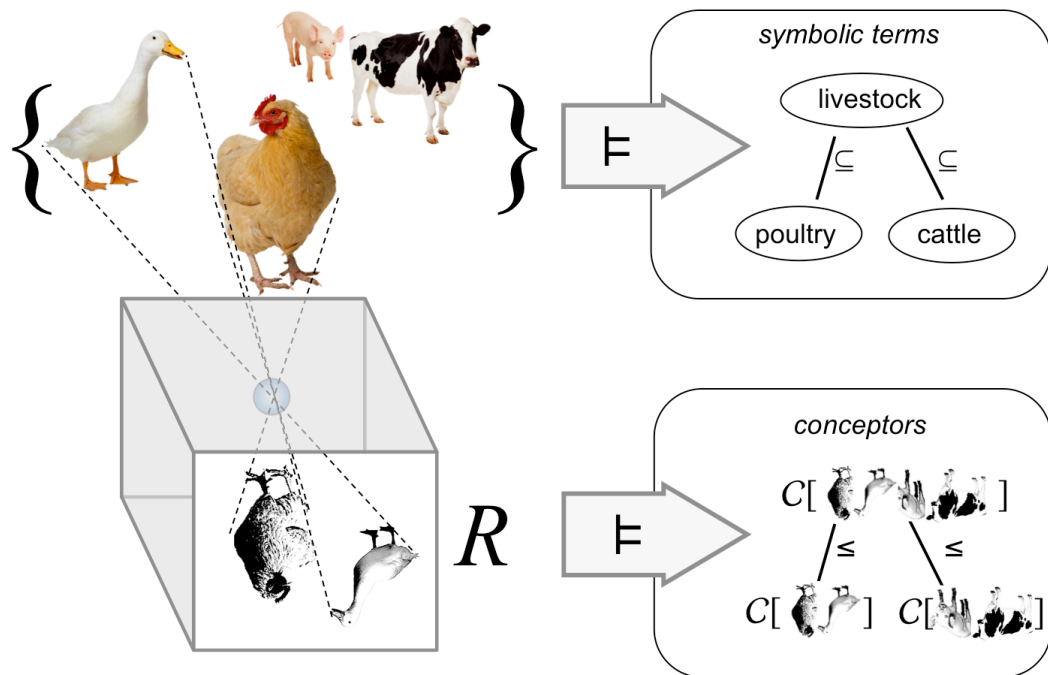 { }
⊨
symbolic terms
livestock
⊆ ⊆
poultry cattle
R
⊨
conceptors
C[ ]
≤ ≤
C[ ] C[ ]